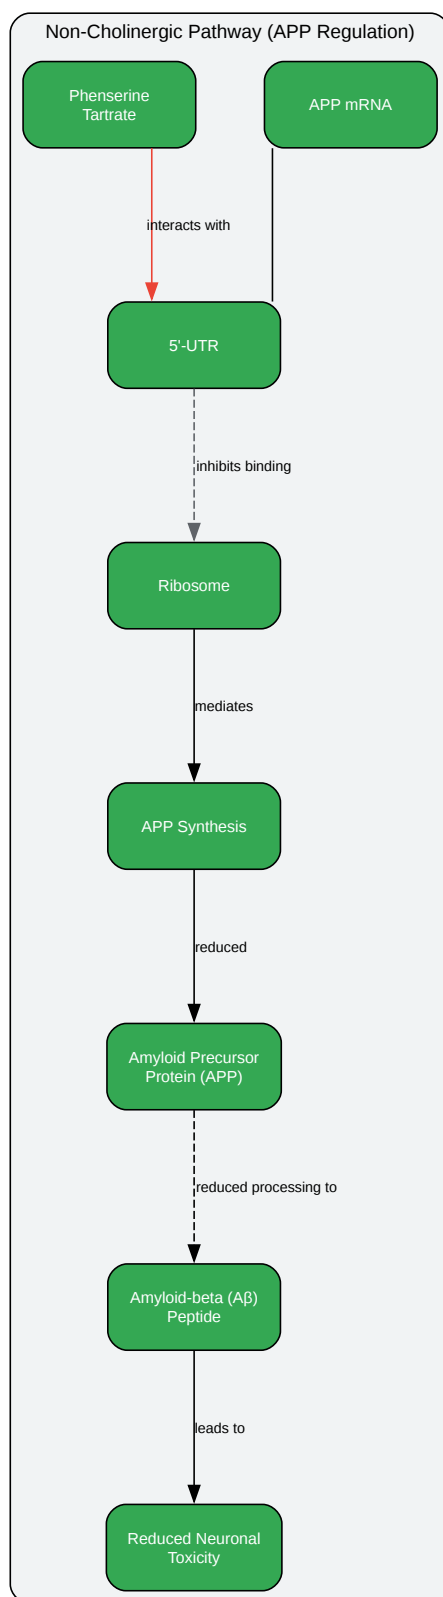 Non-Cholinergic Pathway (APP Regulation)
Phenserine
Tartrate
APP mRNA
interacts with
5'-UTR
inhibits binding
Ribosome
mediates
APP Synthesis
reduced
Amyloid Precursor
Protein (APP)
reduced processing to
Amyloid-beta (Aβ)
Peptide
leads to
Reduced Neuronal
Toxicity